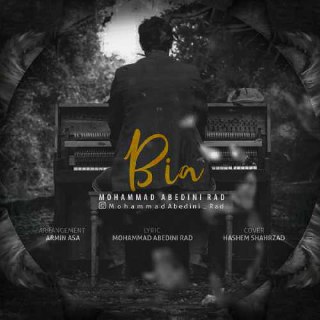 Bia
MOHAMMAD ABEDINI RAD
MohammadAbedini_Rad
ARRANGEMENT
ARMIN ASA
LYRIC
MOHAMMAD ABEDINI RAD
COVER
HASHEM SHAHRZAD